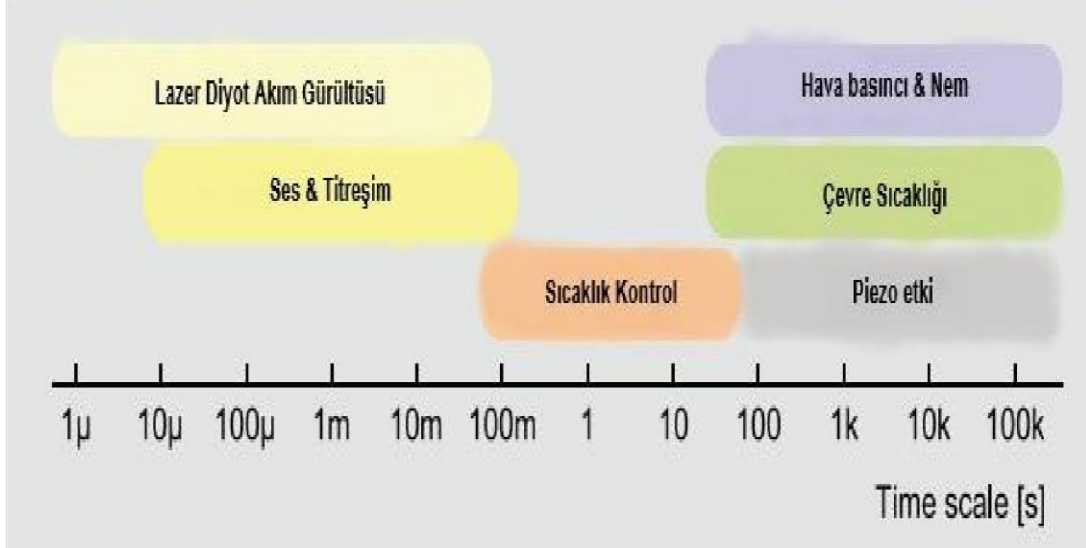 Lazer Diyot Akım Gürültüsü
Hava basıncı & Nem
Ses & Titreşim
Çevre Sıcaklığı
Sıcaklık Kontrol
Piezo etki
1µ 10µ 100µ 1m 10m 100m 1 10 100 1k 10k 100k
Time scale [s]